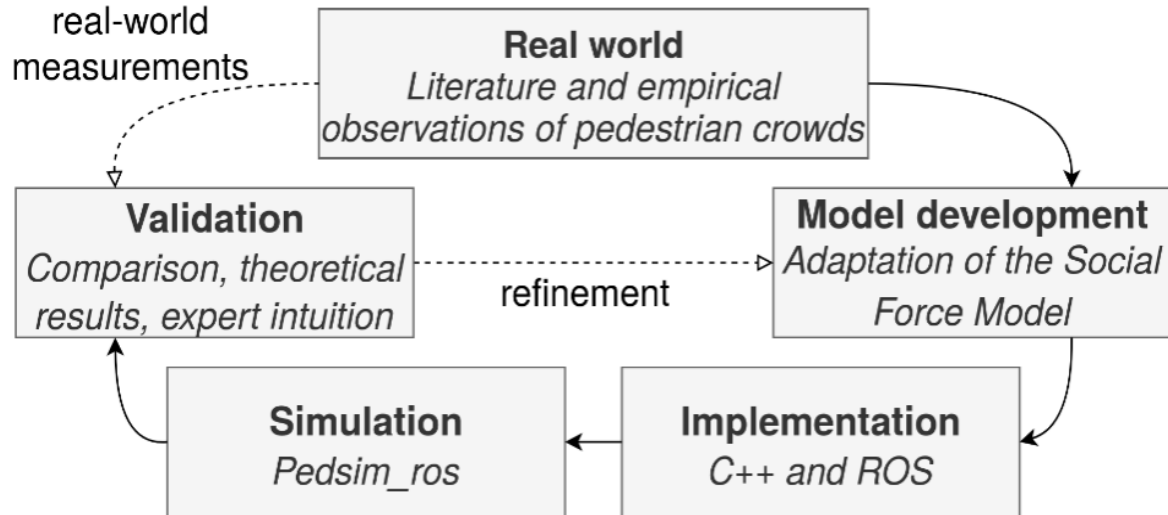 real-world
measurements
Real world
Literature and empirical
observations of pedestrian crowds
Validation
Comparison, theoretical
results, expert intuition
refinement
Model development
Adaptation of the Social
Force Model
Simulation
Pedsim_ros
Implementation
C++ and ROS